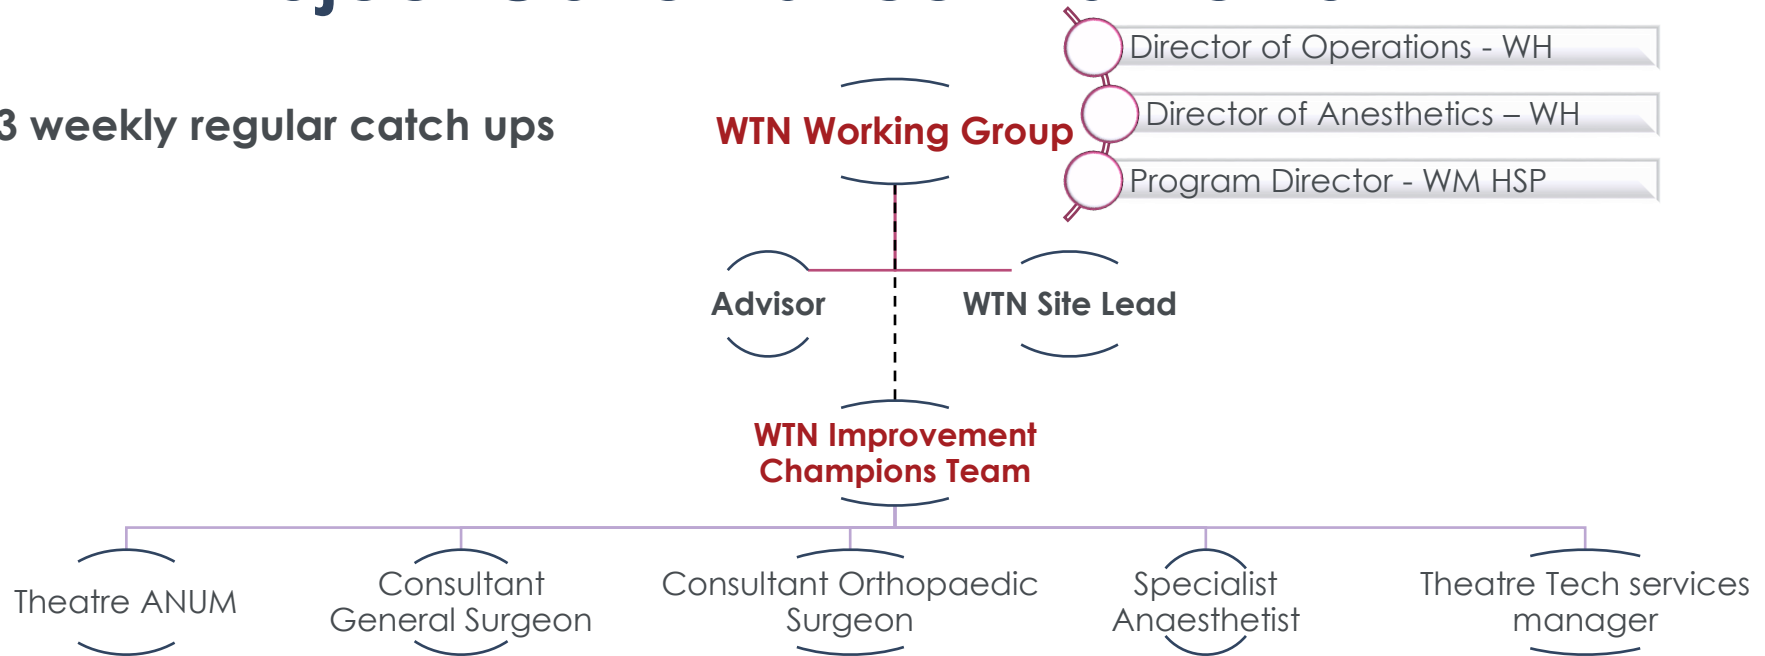 3 weekly regular catch ups
WTN Working Group
Director of Operations - WH
Director of Anesthetics – WH
Program Director - WM HSP
Advisor
WTN Site Lead
WTN Improvement
Champions Team
Theatre ANUM
Consultant
General Surgeon
Consultant Orthopaedic
Surgeon
Specialist
Anaesthetist
Theatre Tech services
manager